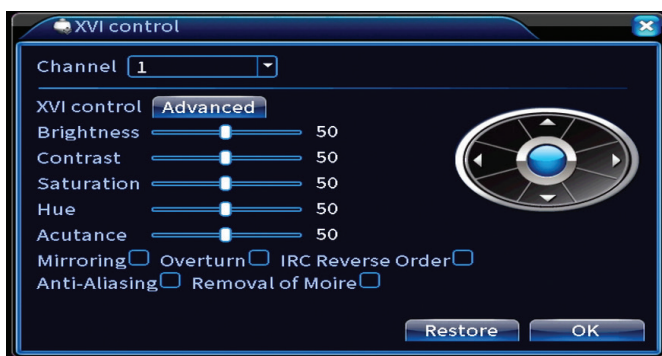 XVI control
Channel 1
XVI control Advanced
Brightness 50
Contrast 50
Saturation 50
Hue 50
Acutance 50
Mirroring Overturn IRC Reverse Order
Anti-Aliasing Removal of Moire
Restore OK